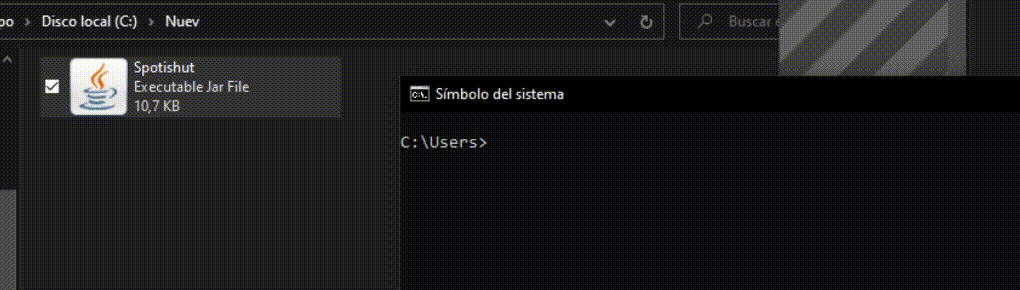 po > Disco local (C:) > Nuev
Buscar e
Spotishut
Executable Jar File
10,7 KB
Símbolo del sistema
C:\Users>